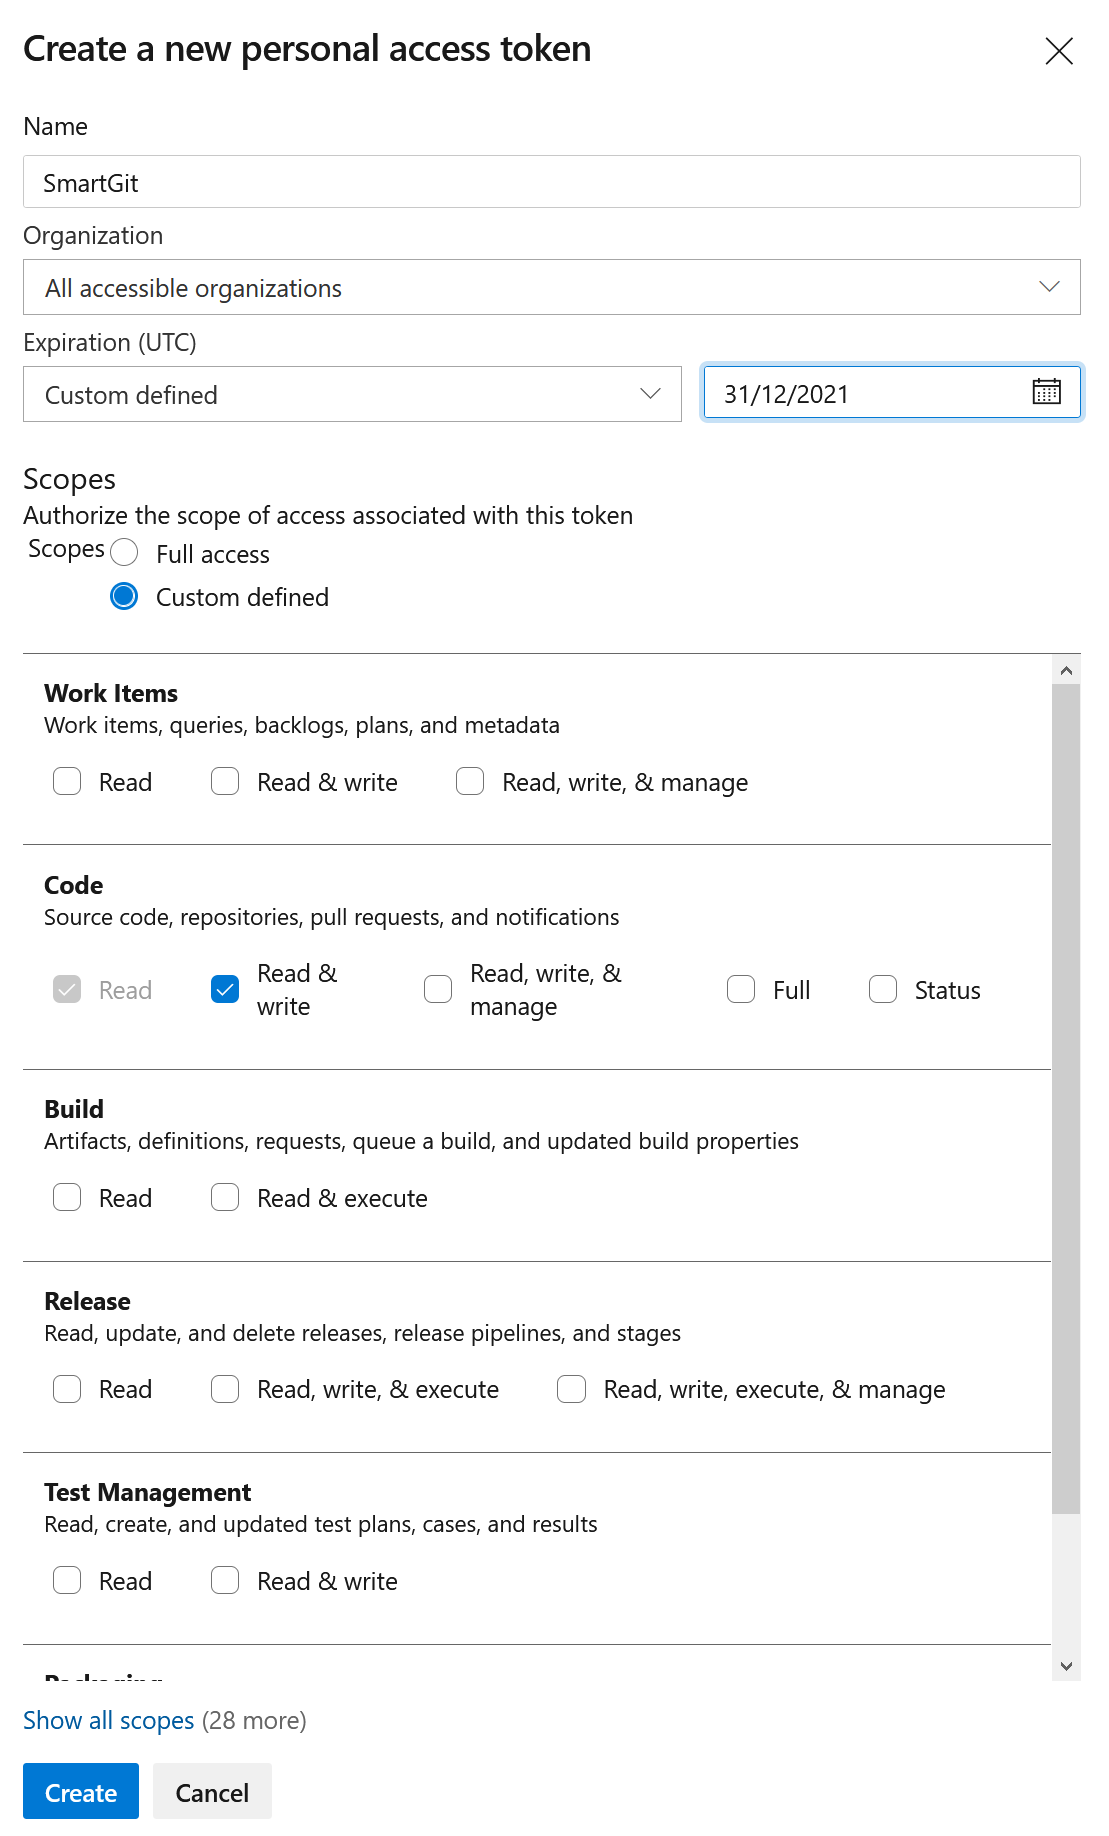 Create a new personal access token
Name
SmartGit
Organization
All accessible organizations
Expiration (UTC)
Custom defined
31/12/2021
Scopes
Authorize the scope of access associated with this token
Scopes
Full access
Custom defined
Work Items
Work items, queries, backlogs, plans, and metadata
Read Read & write Read, write, & manage
Code
Source code, repositories, pull requests, and notifications
Read Read & write Read, write, & manage Full Status
Build
Artifacts, definitions, requests, queue a build, and updated build properties
Read Read & execute
Release
Read, update, and delete releases, release pipelines, and stages
Read Read, write, & execute Read, write, execute, & manage
Test Management
Read, create, and updated test plans, cases, and results
Read Read & write
Packaging
Show all scopes (28 more)
Create Cancel